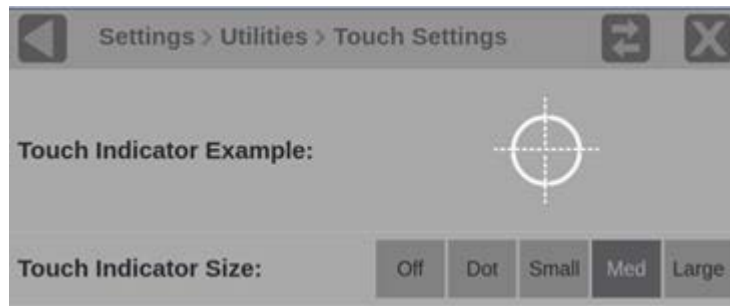 Settings > Utilities > Touch Settings
Touch Indicator Example:
Touch Indicator Size: Off Dot Small Med Large